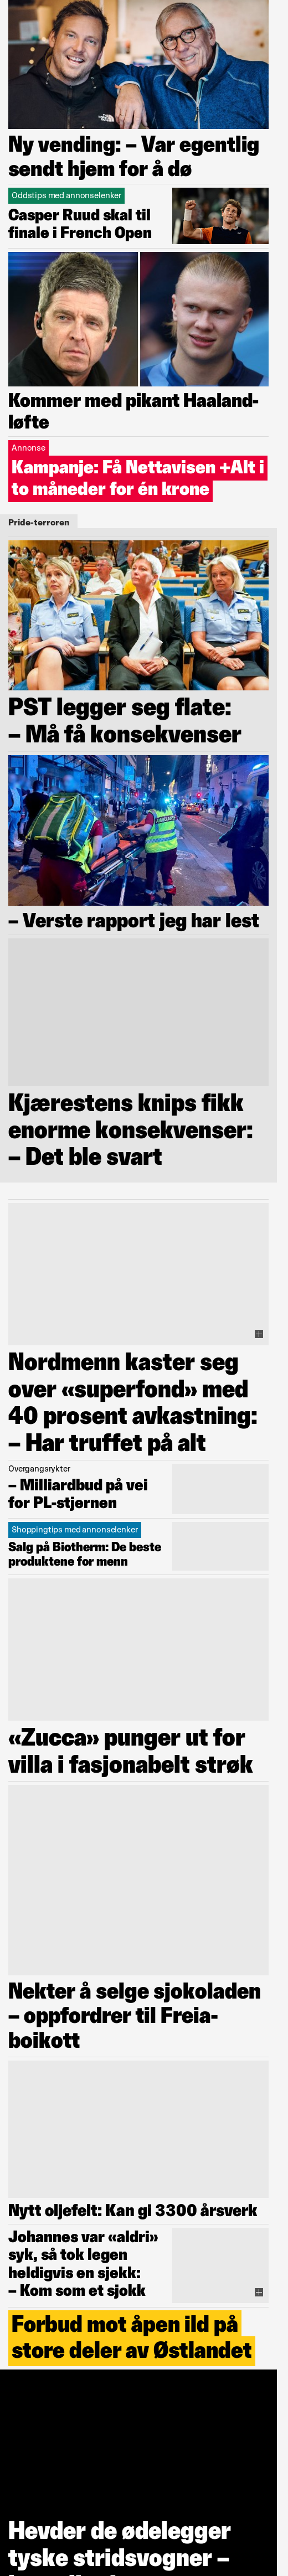 Ny vending: – Var egentlig
sendt hjem for å dø
Oddstips med annonselenker
Casper Ruud skal til
finale i French Open
Kommer med pikant Haaland-
løfte
Annonse
Kampanje: Få Nettavisen +Alt i
to måneder for én krone
Pride-terroren
PST legger seg flate:
– Må få konsekvenser
– Verste rapport jeg har lest
Kjærestens knips fikk
enorme konsekvenser:
– Det ble svart
Nordmenn kaster seg
over «superfond» med
40 prosent avkastning:
– Har truffet på alt
Overgangsrykter
– Milliardbud på vei
for PL-stjernen
Shoppingtips med annonselenker
Salg på Biotherm: De beste
produktene for menn
«Zucca» punger ut for
villa i fasjonabelt strøk
Nekter å selge sjokoladen
– oppfordrer til Freia-
boikott
Nytt oljefelt: Kan gi 3300 årsverk
Johannes var «aldri»
syk, så tok legen
heldigvis en sjekk:
– Kom som et sjokk
Forbud mot åpen ild på
store deler av Østlandet
Hevder de ødelegger
tyske stridsvogner –